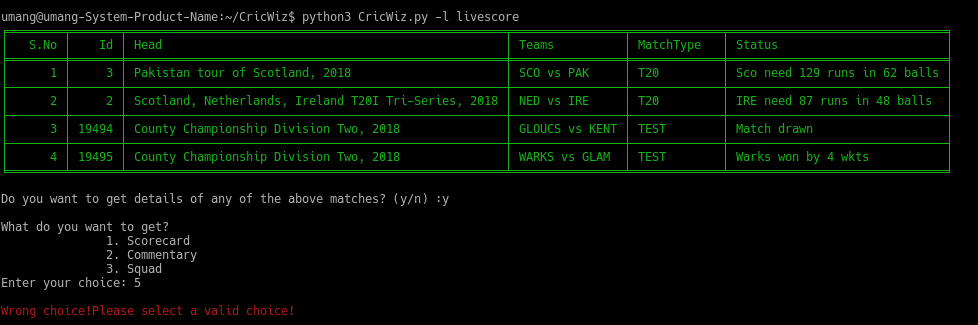 umang@umang-System-Product-Name:~/CricWiz$ python3 CricWiz.py -l livescore
S.No Id Head Teams MatchType Status
1 3 Pakistan tour of Scotland, 2018 SCO vs PAK T20 Sco need 129 runs in 62 balls
2 2 Scotland, Netherlands, Ireland T20I Tri-Series, 2018 NED vs IRE T20 IRE need 87 runs in 48 balls
3 19494 County Championship Division Two, 2018 GLOUCS vs KENT TEST Match drawn
4 19495 County Championship Division Two, 2018 WARKS vs GLAM TEST Warks won by 4 wkts
Do you want to get details of any of the above matches? (y/n) :y
What do you want to get?
1. Scorecard
2. Commentary
3. Squad
Enter your choice: 5
Wrong choice!Please select a valid choice!